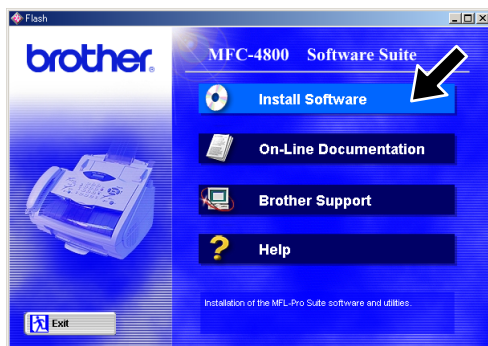 Flash
brother®
MFC-4800 Software Suite
Install Software
On-Line Documentation
Brother Support
Help
Installation of the MFL-Pro Suite software and utilities.
Exit